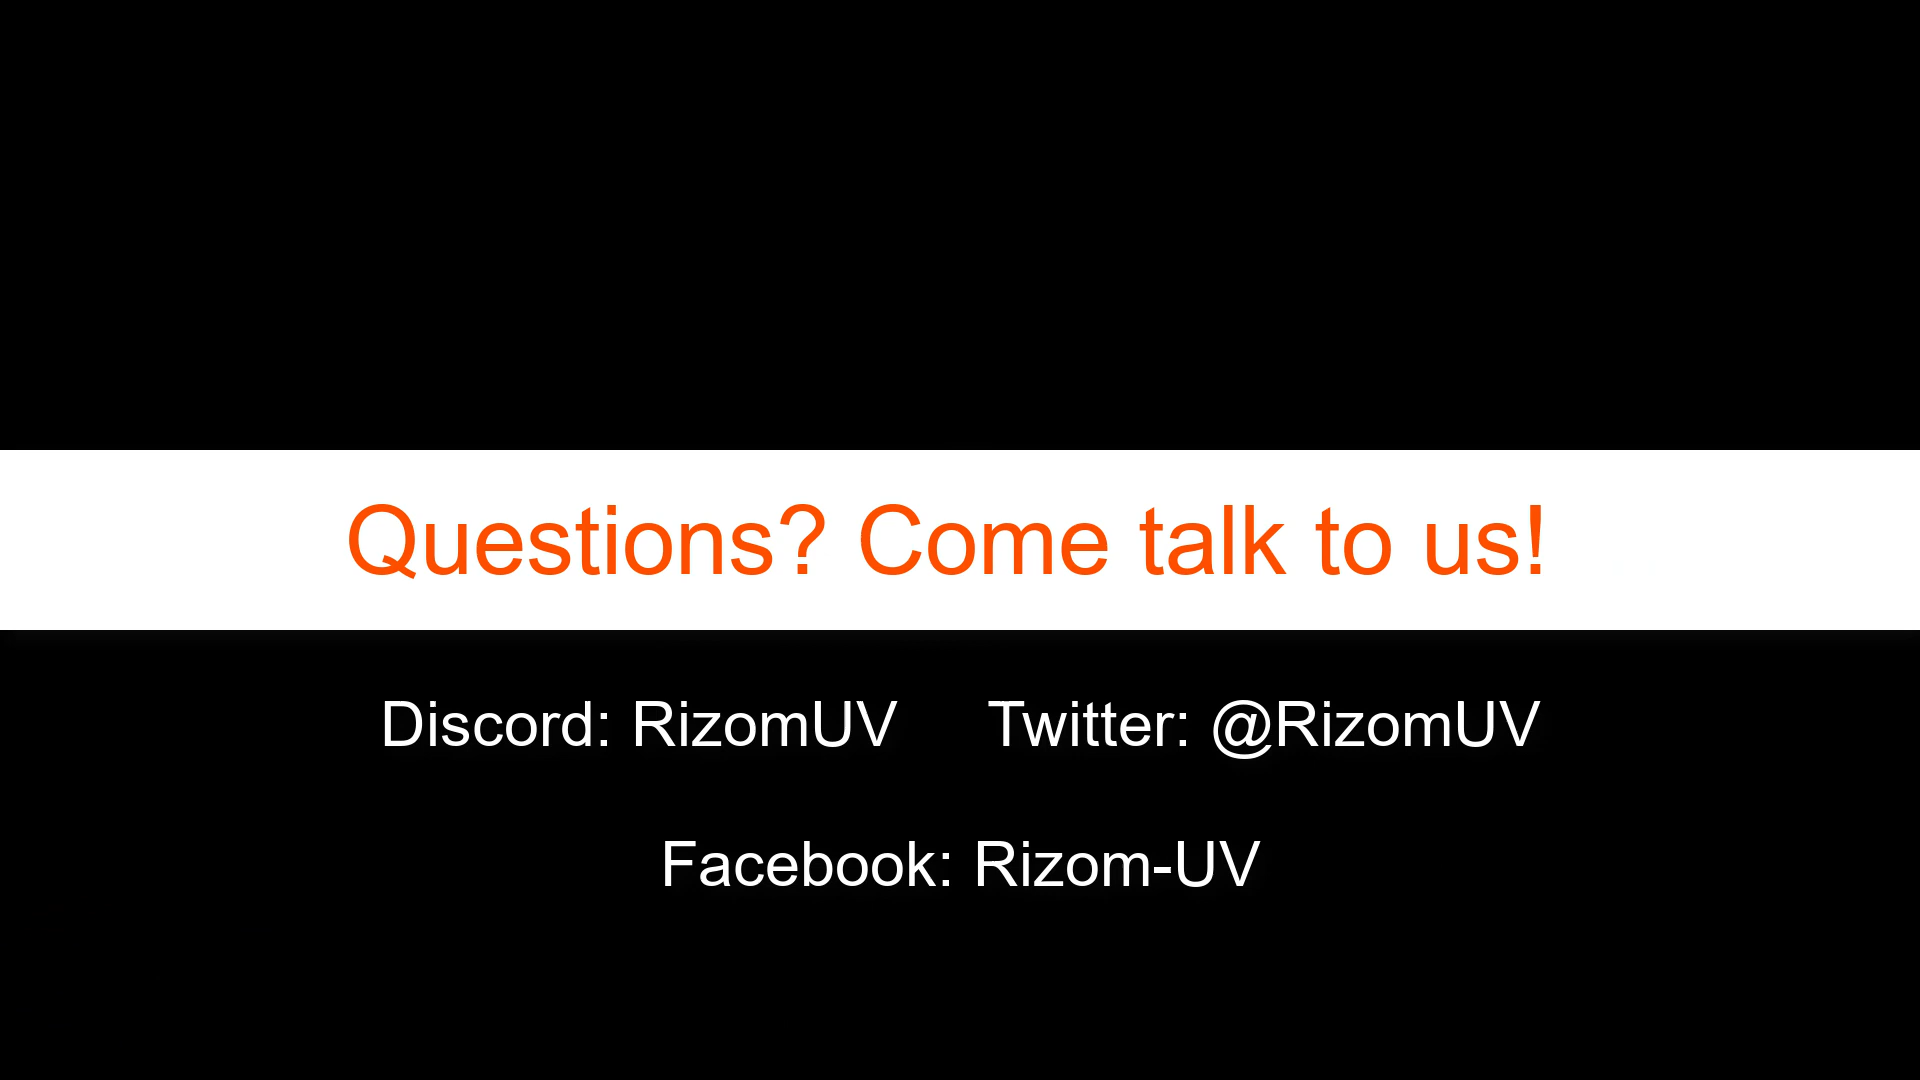 Questions? Come talk to us!
Discord: RizomUV Twitter: @RizomUV
Facebook: Rizom-UV